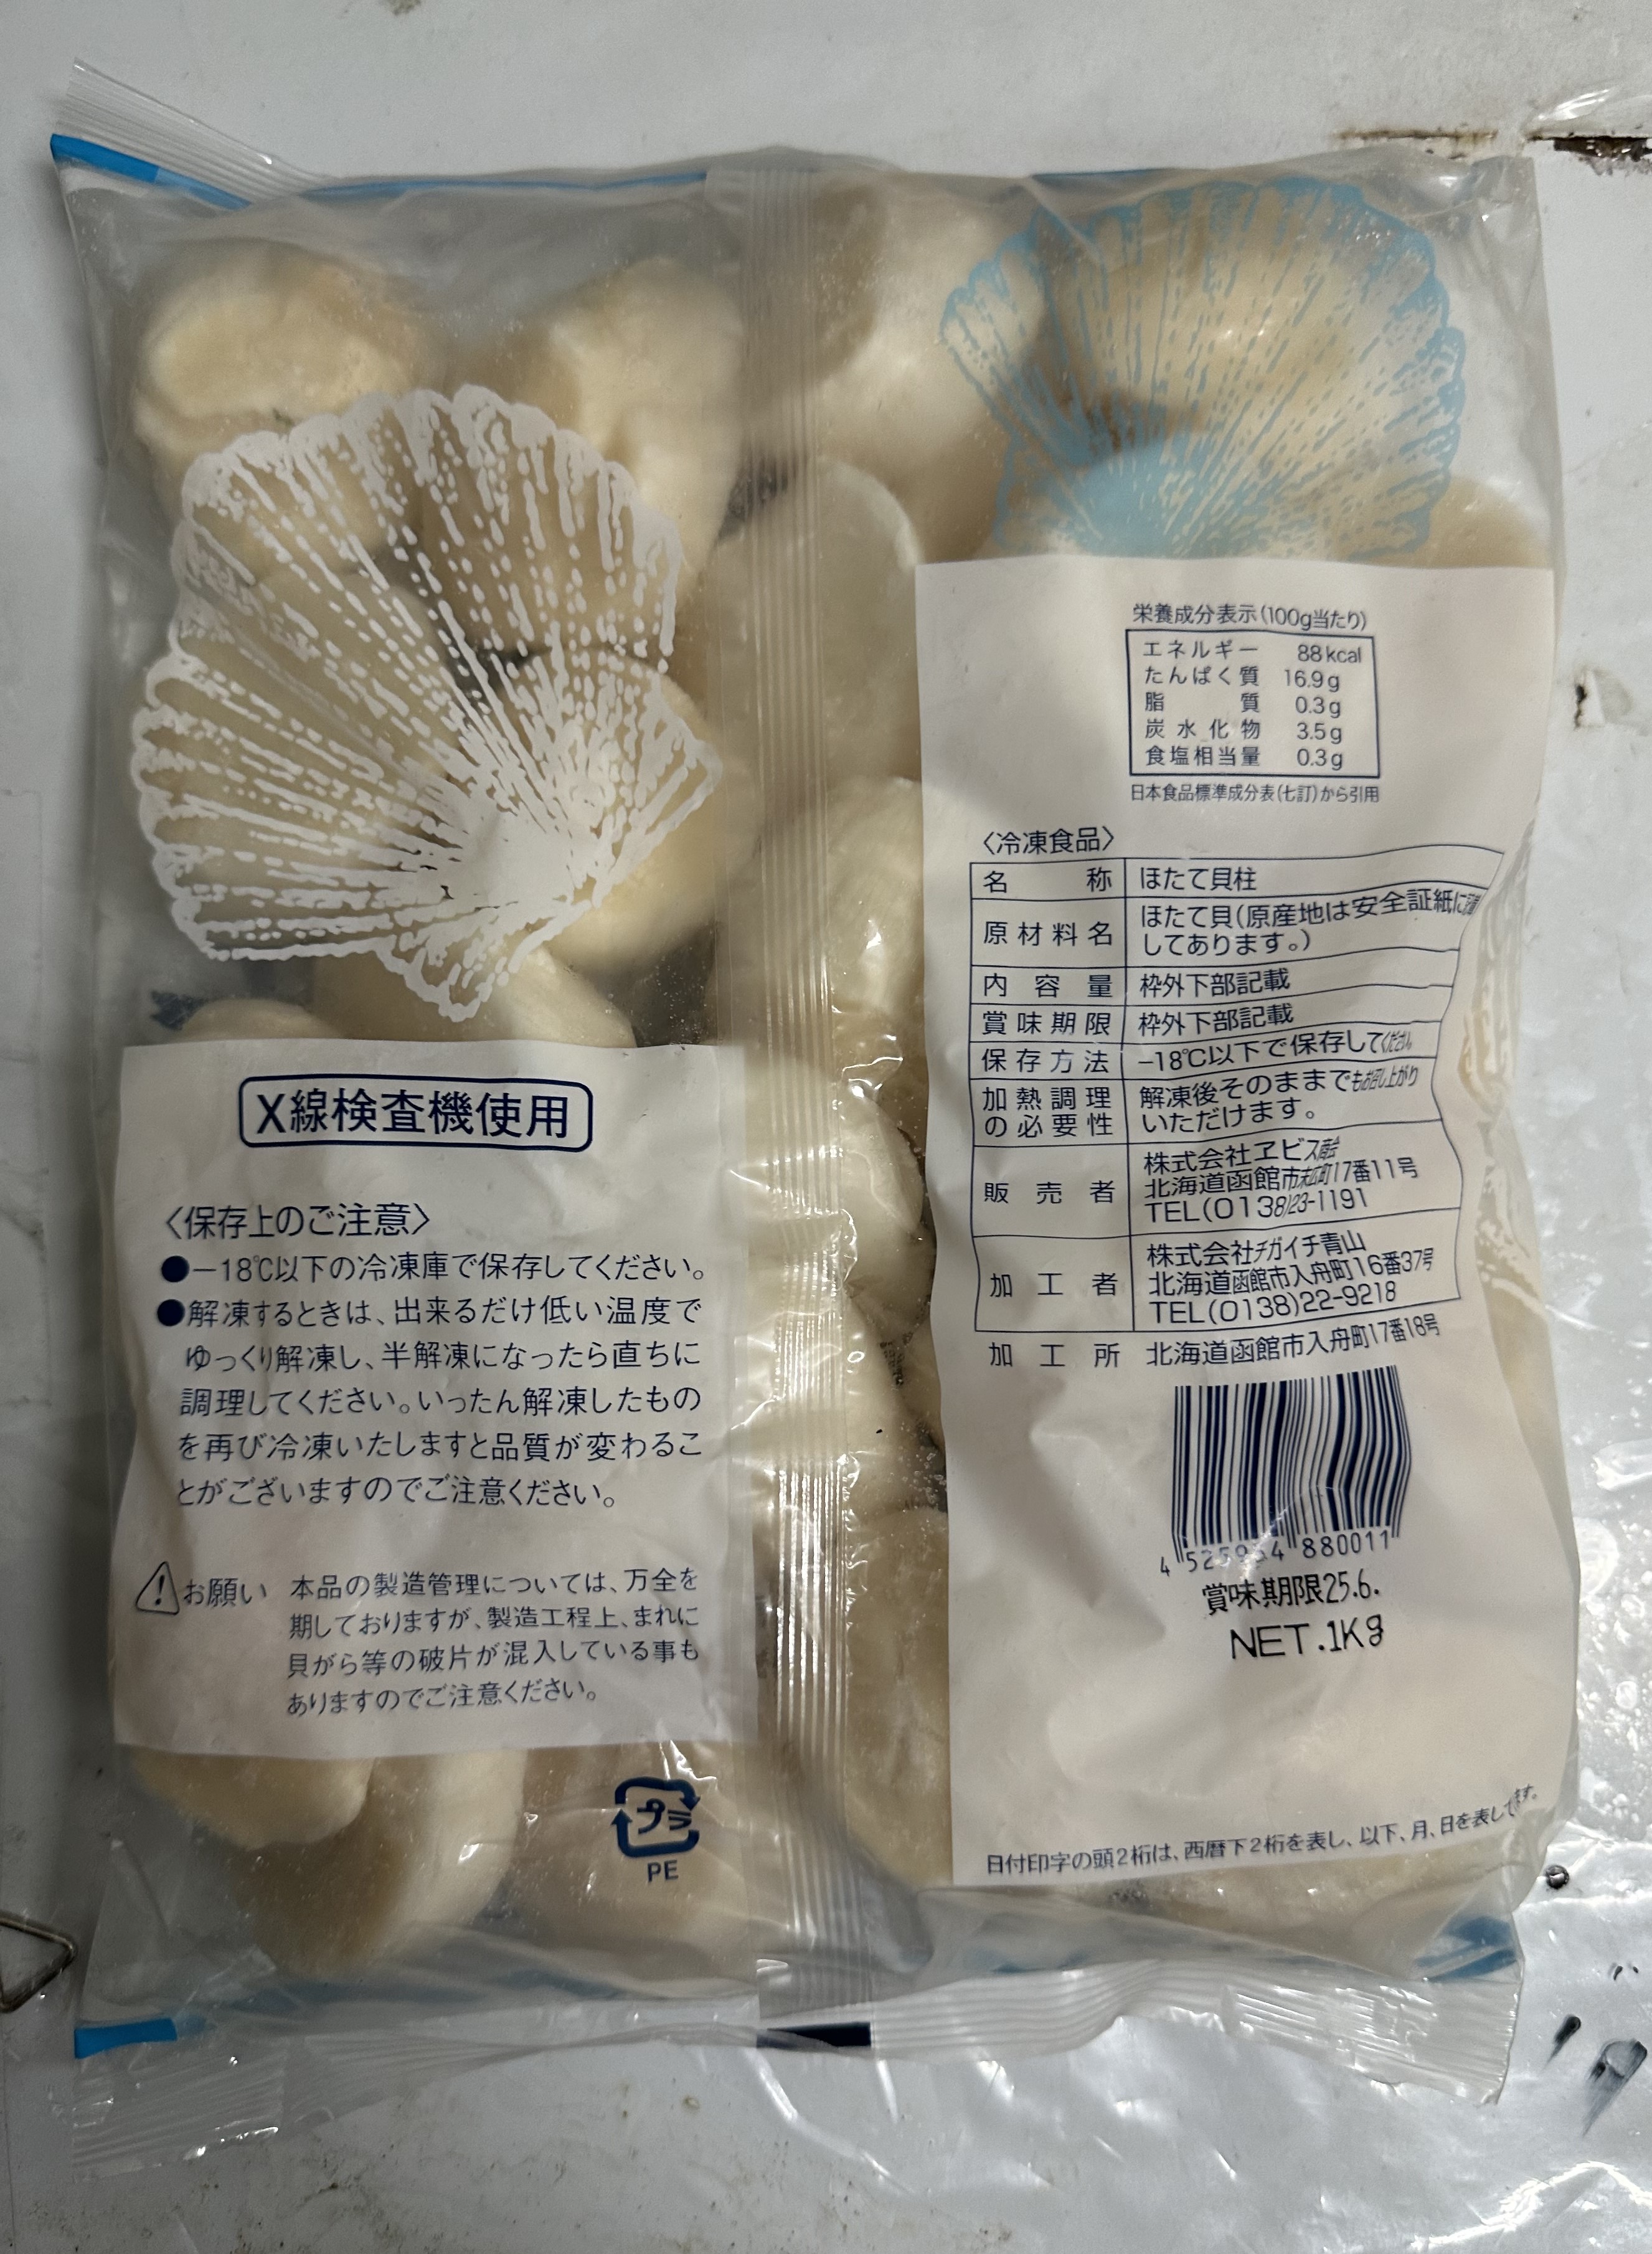 栄養成分表示(100g当たり)
エネルギー 88kcal
たんぱく質 16.9g
脂質 0.3g
炭水化物 3.5g
食塩相当量 0.3g
日本食品標準成分表(七訂)から引用
〈冷凍食品〉
名称 ほたて貝柱
原材料名 ほたて貝(原産地は安全証紙に
してあります。)
内容量 枠外下部記載
賞味期限 枠外下部記載
保存方法 -18℃以下で保存してください
加熱調理の必要性 解凍後そのままでもお召し上がり
いただけます。
販売者 株式会社ヱビス商会
北海道函館市末広町17番11号
TEL(0138)23-1191
加工者 株式会社チガイチ青山
北海道函館市入舟町16番37号
TEL(0138)22-9218
加工所 北海道函館市入舟町17番18号
賞味期限25.6.
NET.1Kg
日付印字の頭2桁は、西暦下2桁を表し、以下、月、日を表してます。
X線検査機使用
〈保存上のご注意〉
●-18℃以下の冷凍庫で保存してください。
●解凍するときは、出来るだけ低い温度で
ゆっくり解凍し、半解凍になったら直ちに
調理してください。いったん解凍したもの
を再び冷凍いたしますと品質が変わるこ
とがございますのでご注意ください。
お願い 本品の製造管理については、万全を
期しておりますが、製造工程上、まれに
貝がら等の破片が混入している事も
ありますのでご注意ください。
プラ
PE